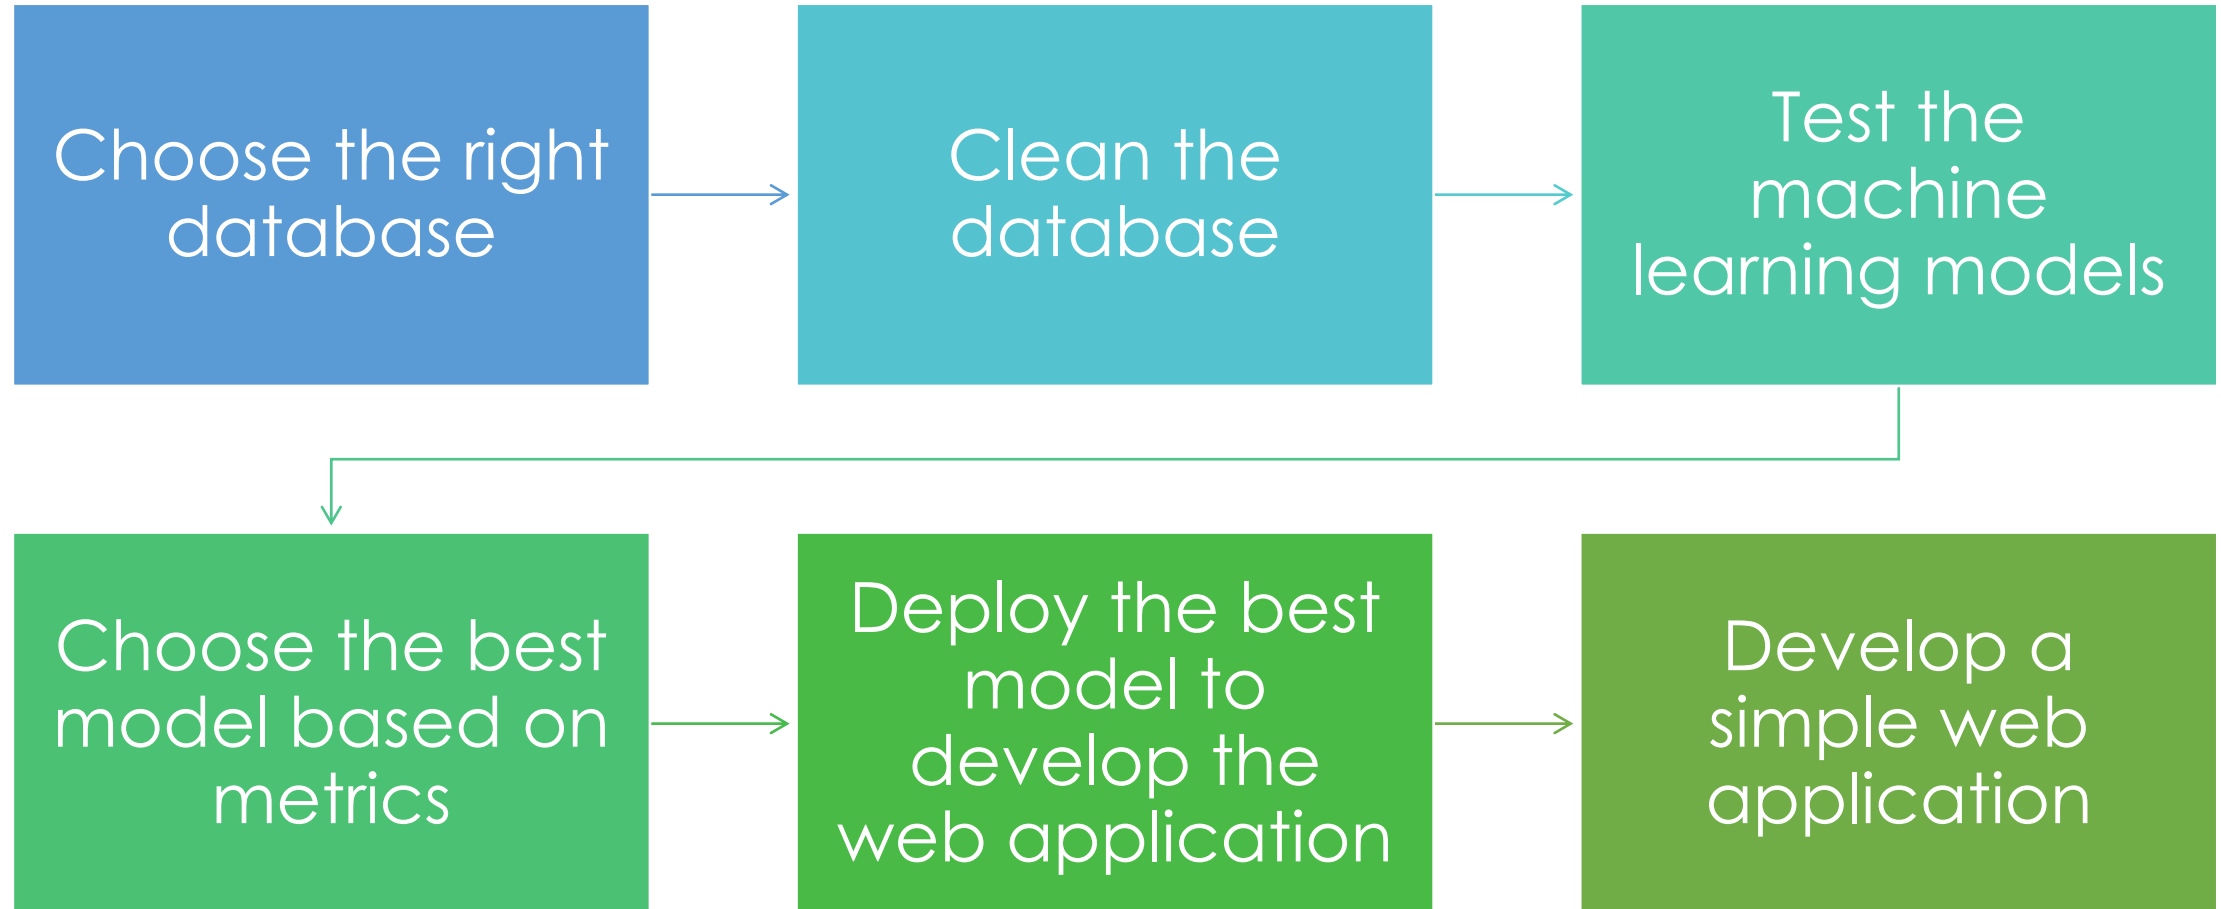 Choose the right
database
Clean the
database
Test the
machine
learning models
Choose the best
model based on
metrics
Deploy the best
model to
develop the
web application
Develop a
simple web
application